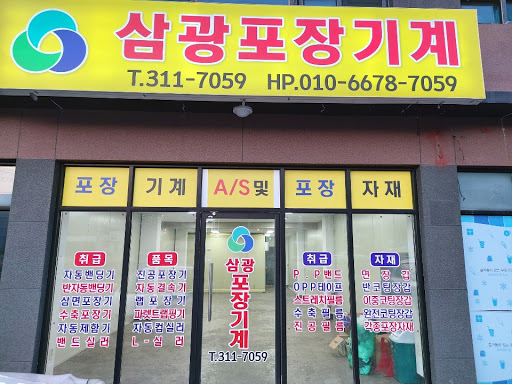 삼광포장기계
T.311-7059 HP.010-6678-7059
포장 기계 A/S및 포장 자재
취급 품목
자동밴딩기 진공포장기
반자동밴딩기 자동결속기
삼면포장기 랩포장기
수축포장기 파렛트랩핑기
자동제함기 자동컵실러
밴드실러 L-실러
삼광포장기계
T.311-7059
취급 자재
P P밴드 면장갑
OPP테이프 반코팅장갑
스트레치필름 이중코팅장갑
수축필름 완전코팅장갑
진공필름 각종포장자재